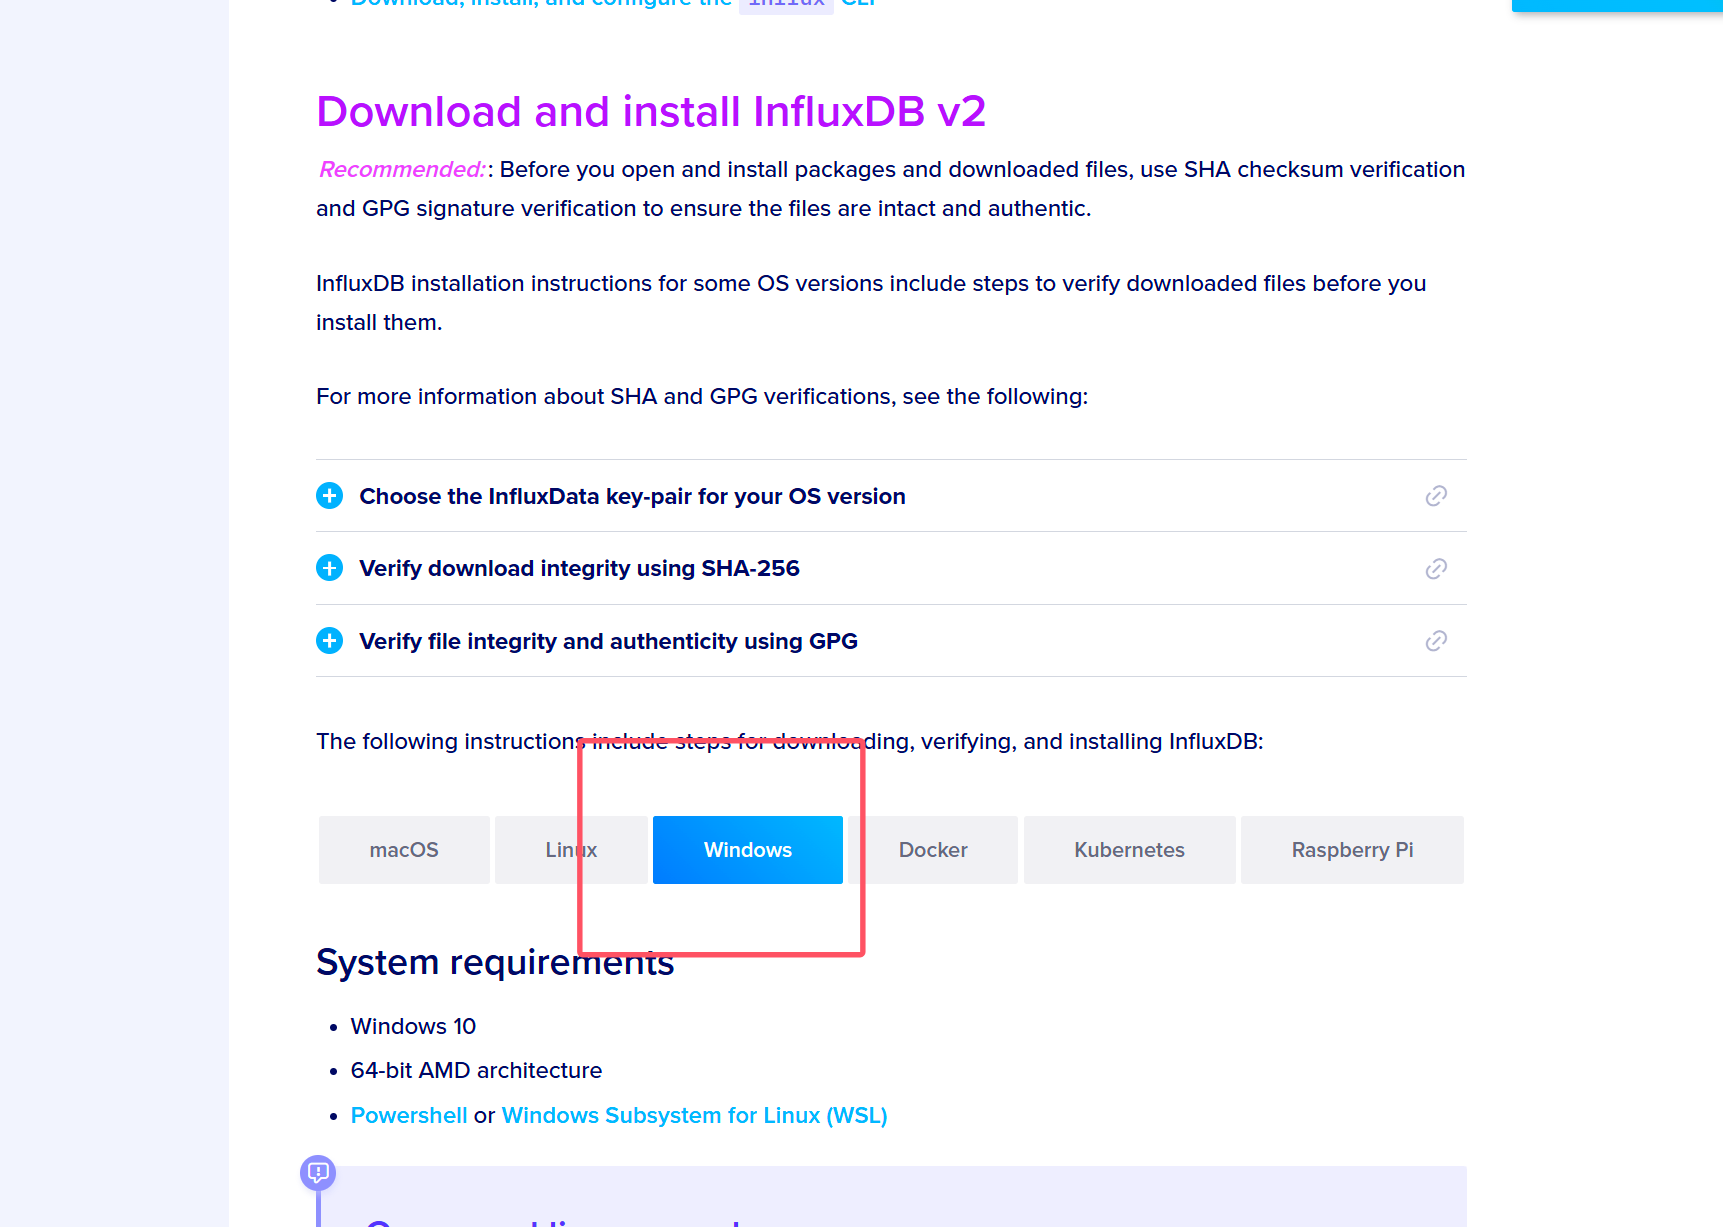 Download, install, and configure the influx CLI
Download and install InfluxDB v2
Recommended: : Before you open and install packages and downloaded files, use SHA checksum verification
and GPG signature verification to ensure the files are intact and authentic.
InfluxDB installation instructions for some OS versions include steps to verify downloaded files before you
install them.
For more information about SHA and GPG verifications, see the following:
Choose the InfluxData key-pair for your OS version
Verify download integrity using SHA-256
Verify file integrity and authenticity using GPG
The following instructions include steps for downloading, verifying, and installing InfluxDB:
macOS Linux Windows Docker Kubernetes Raspberry Pi
System requirements
Windows 10
64-bit AMD architecture
Powershell or Windows Subsystem for Linux (WSL)